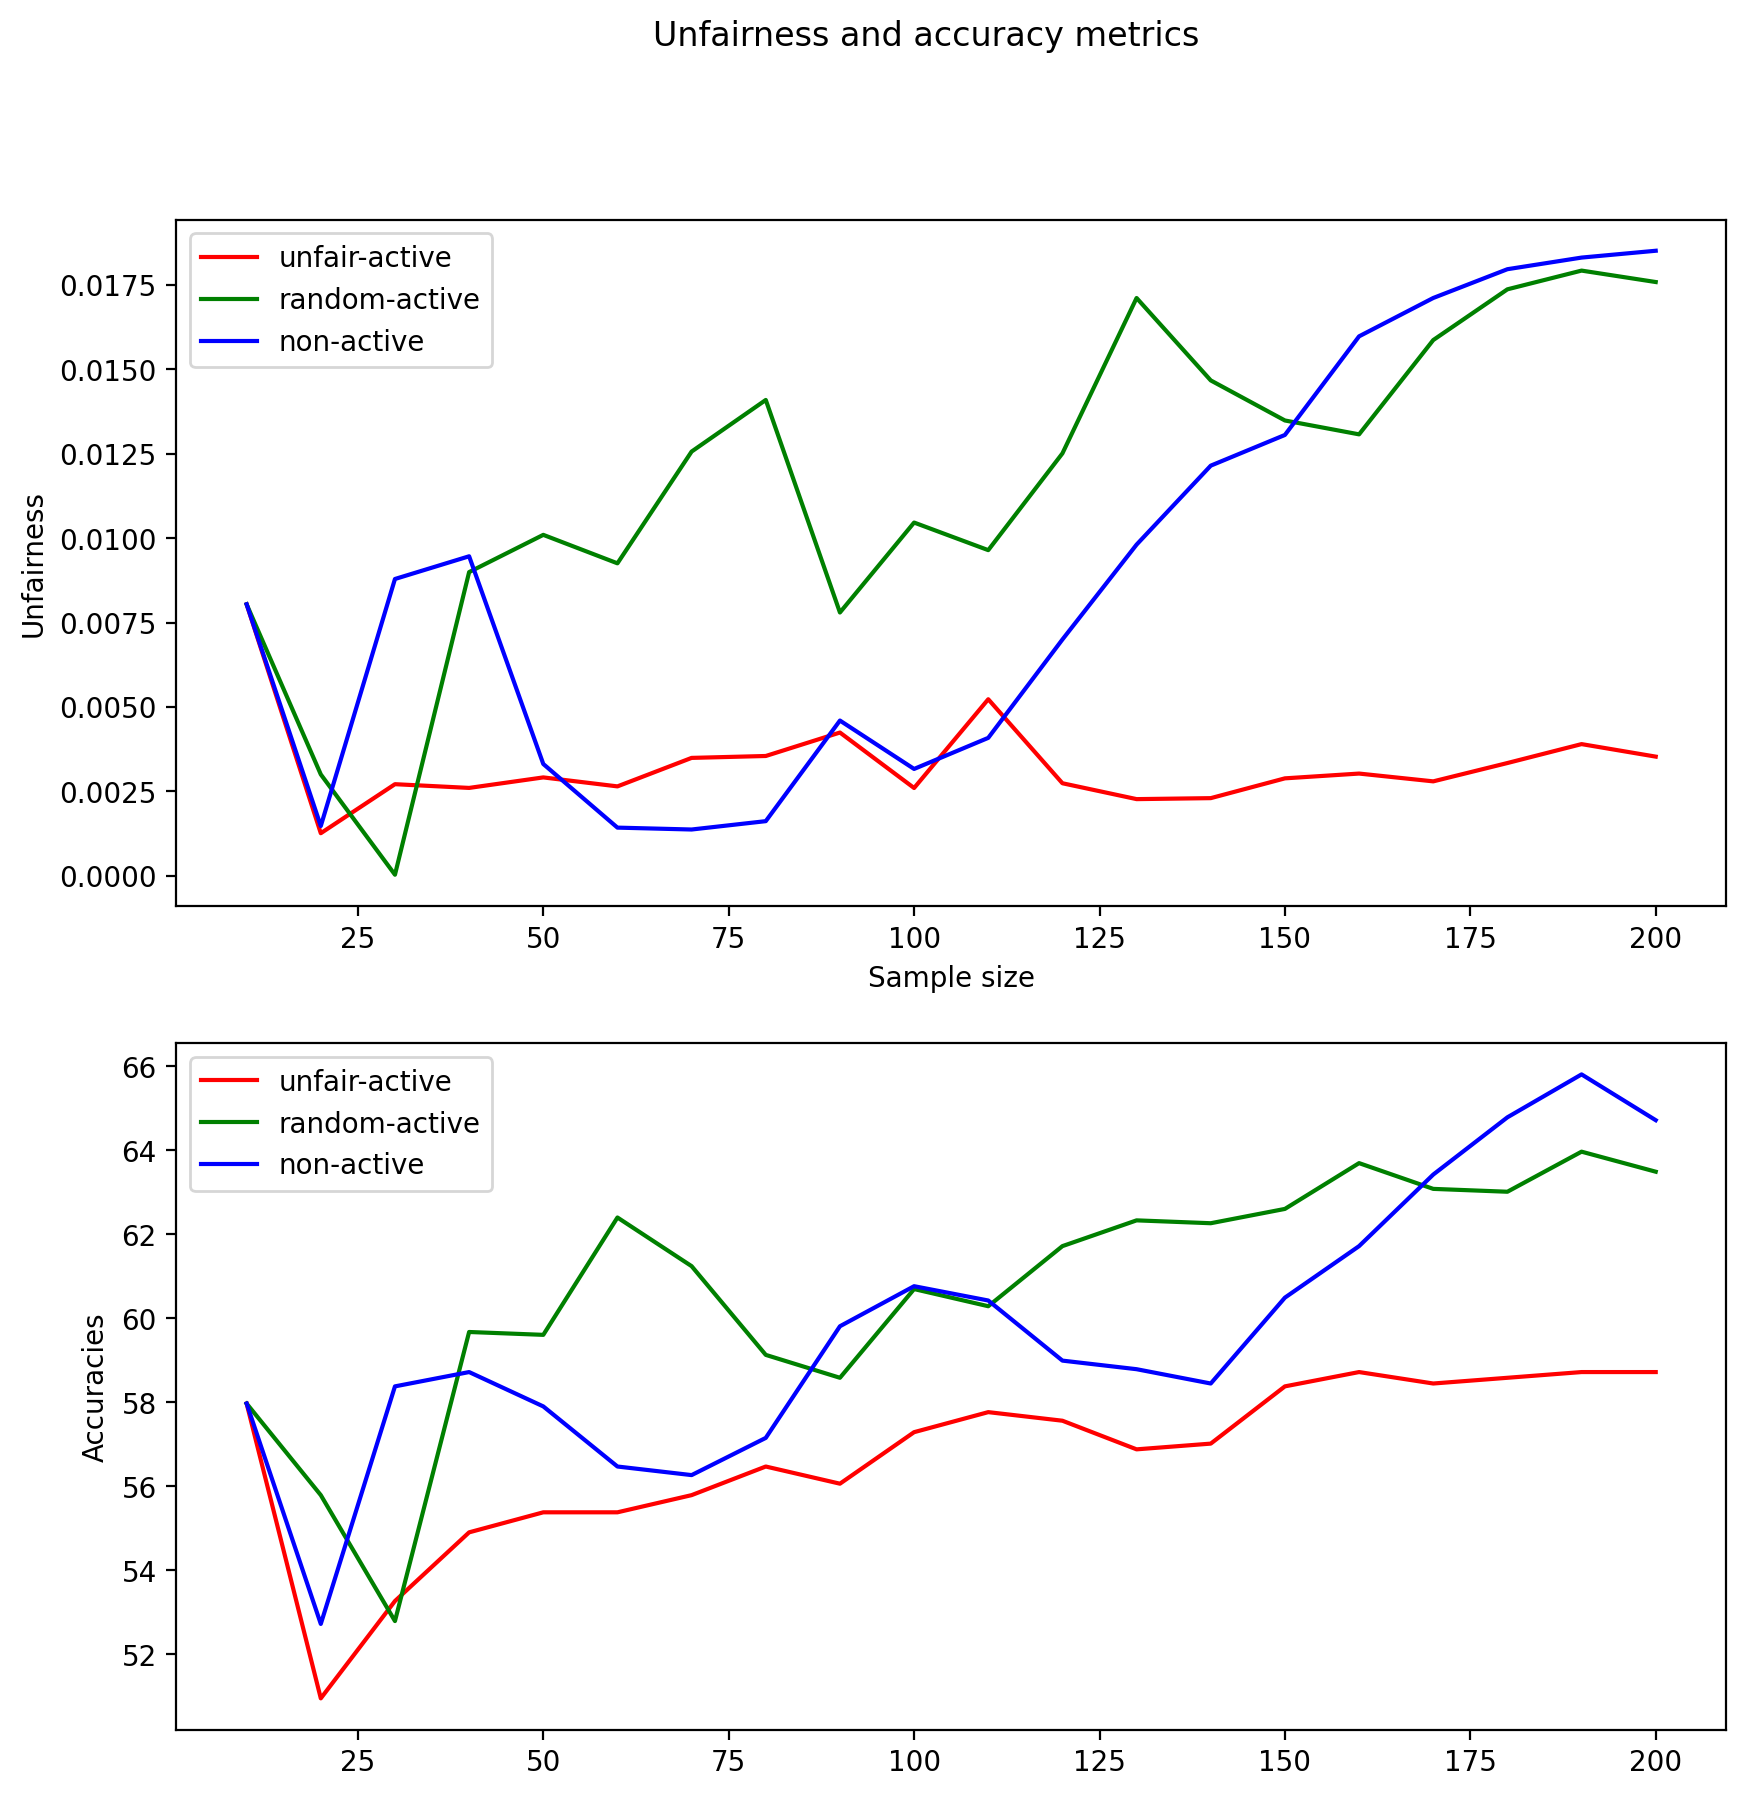 Unfairness and accuracy metrics
unfair-active
random-active
non-active
0.0175
0.0150
0.0125
0.0100
0.0075
0.0050
0.0025
0.0000
Unfairness
25 50 75 100 125 150 175 200
Sample size
unfair-active
random-active
non-active
66
64
62
60
58
56
54
52
Accuracies
25 50 75 100 125 150 175 200